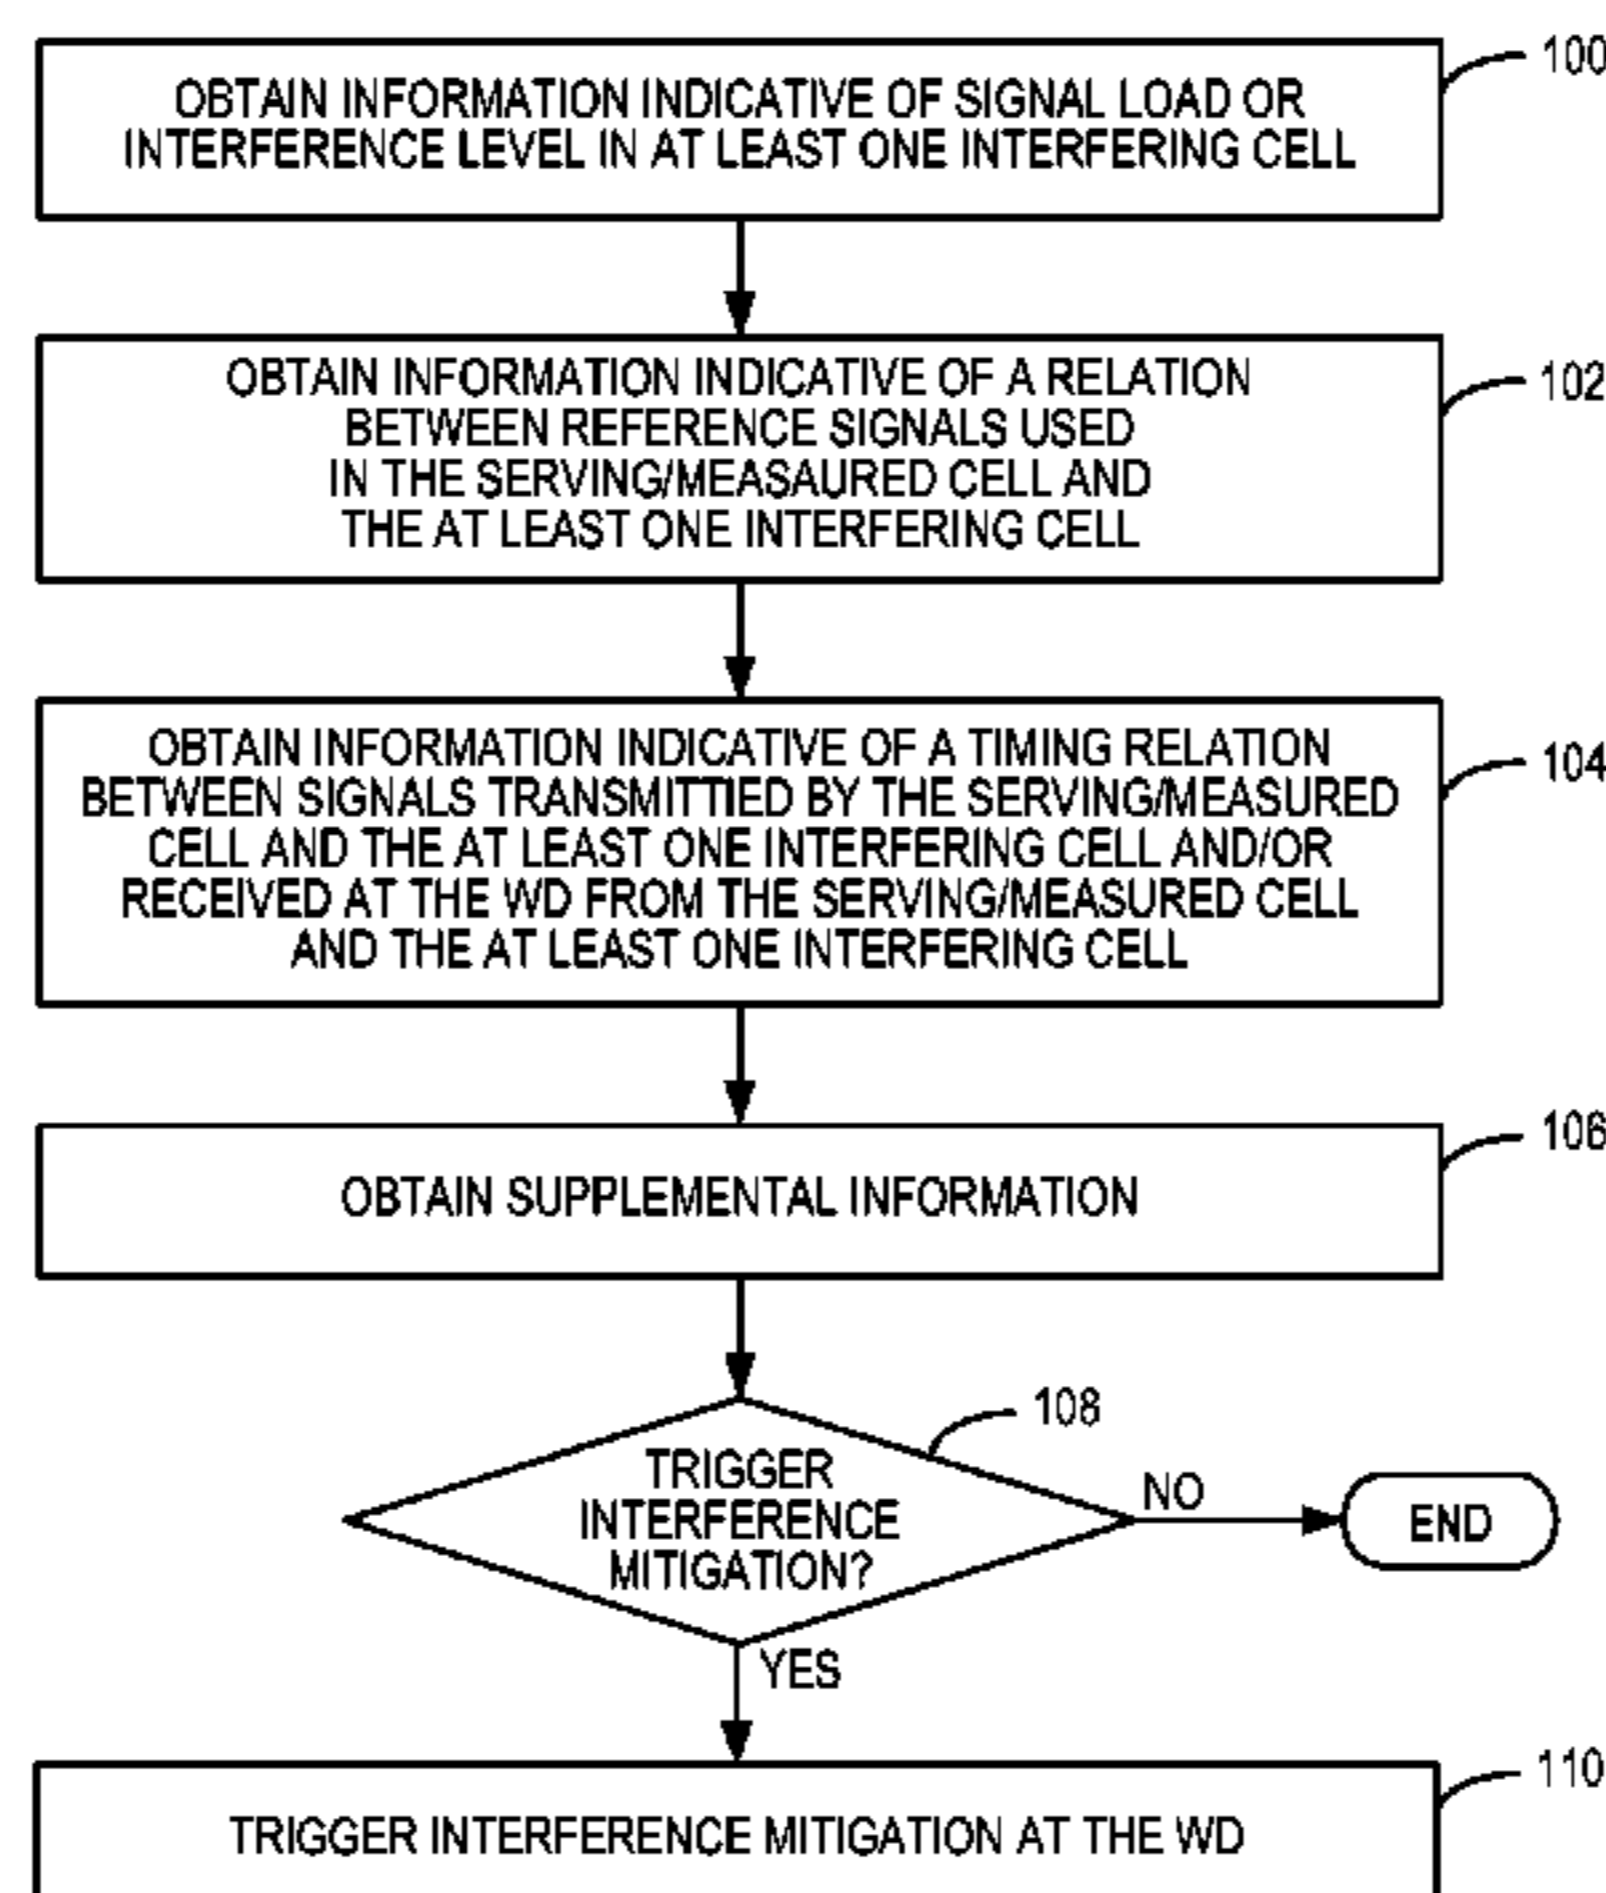 100
OBTAIN INFORMATION INDICATIVE OF SIGNAL LOAD OR
INTERFERENCE LEVEL IN AT LEAST ONE INTERFERING CELL
102
OBTAIN INFORMATION INDICATIVE OF A RELATION
BETWEEN REFERENCE SIGNALS USED
IN THE SERVING/MEASAURED CELL AND
THE AT LEAST ONE INTERFERING CELL
104
OBTAIN INFORMATION INDICATIVE OF A TIMING RELATION
BETWEEN SIGNALS TRANSMITTIED BY THE SERVING/MEASURED
CELL AND THE AT LEAST ONE INTERFERING CELL AND/OR
RECEIVED AT THE WD FROM THE SERVING/MEASURED CELL
AND THE AT LEAST ONE INTERFERING CELL
106
OBTAIN SUPPLEMENTAL INFORMATION
108
TRIGGER
INTERFERENCE
MITIGATION?
NO
END
YES
110
TRIGGER INTERFERENCE MITIGATION AT THE WD